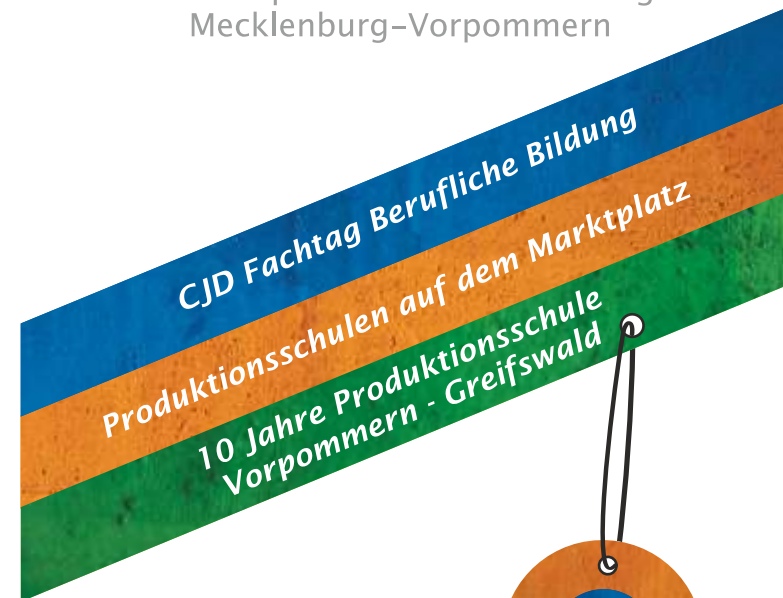 Mecklenburg-Vorpommern
CJD Fachtag Berufliche Bildung
Produktionsschulen auf dem Marktplatz
10 Jahre Produktionsschule
Vorpommern - Greifswald